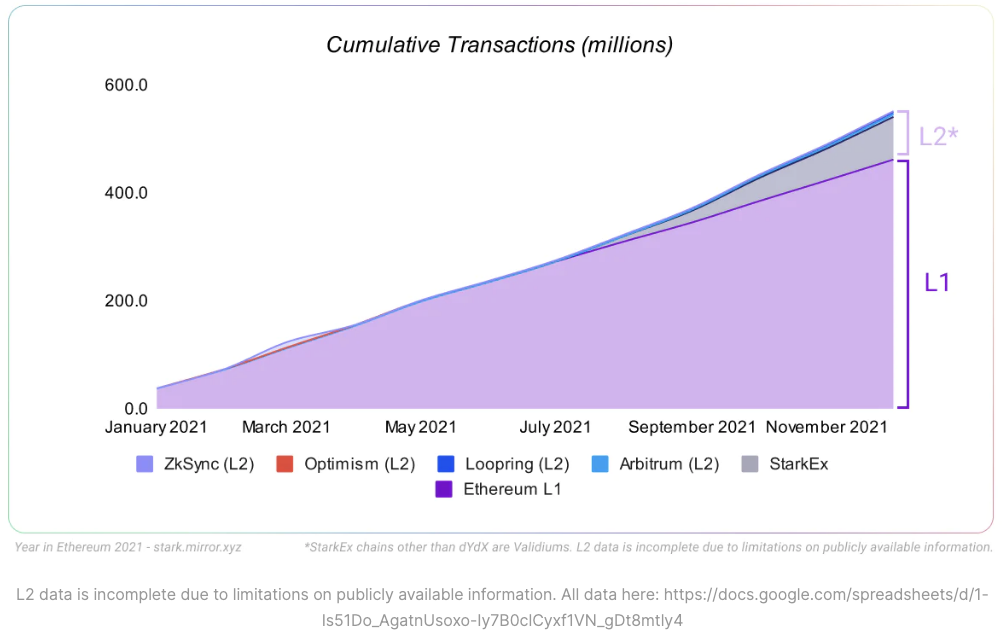 Cumulative Transactions (millions)
600.0
400.0
200.0
0.0
L2*
L1
January 2021 March 2021 May 2021 July 2021 September 2021 November 2021
ZkSync (L2) Optimism (L2) Loopring (L2) Arbitrum (L2) StarkEx
Ethereum L1
Year in Ethereum 2021 - stark.mirror.xyz *StarkEx chains other than dYdX are Validiums. L2 data is incomplete due to limitations on publicly available information.
L2 data is incomplete due to limitations on publicly available information. All data here: https://docs.google.com/spreadsheets/d/1-
Is51Do_AgatnUsoxo-Iy7B0clCyxf1VN_gDt8mtIy4